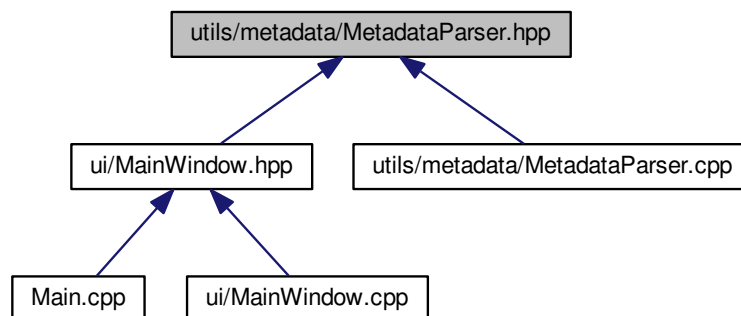 utils/metadata/MetadataParser.hpp
ui/MainWindow.hpp
utils/metadata/MetadataParser.cpp
Main.cpp
ui/MainWindow.cpp